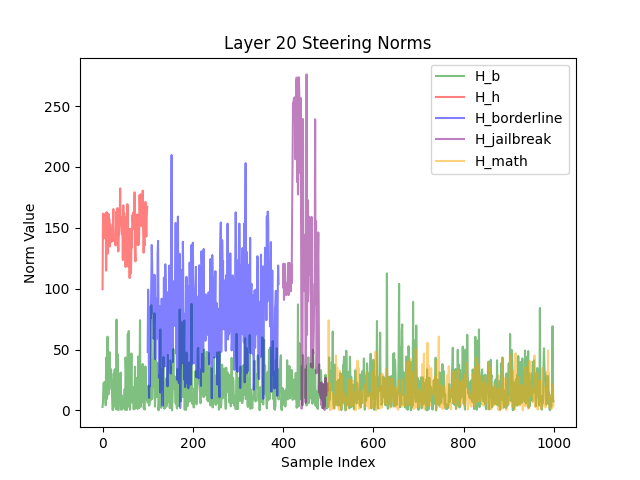 Layer 20 Steering Norms
H_b
H_h
H_borderline
H_jailbreak
H_math
Norm Value
250
200
150
100
50
0
0
200
400
600
800
1000
Sample Index